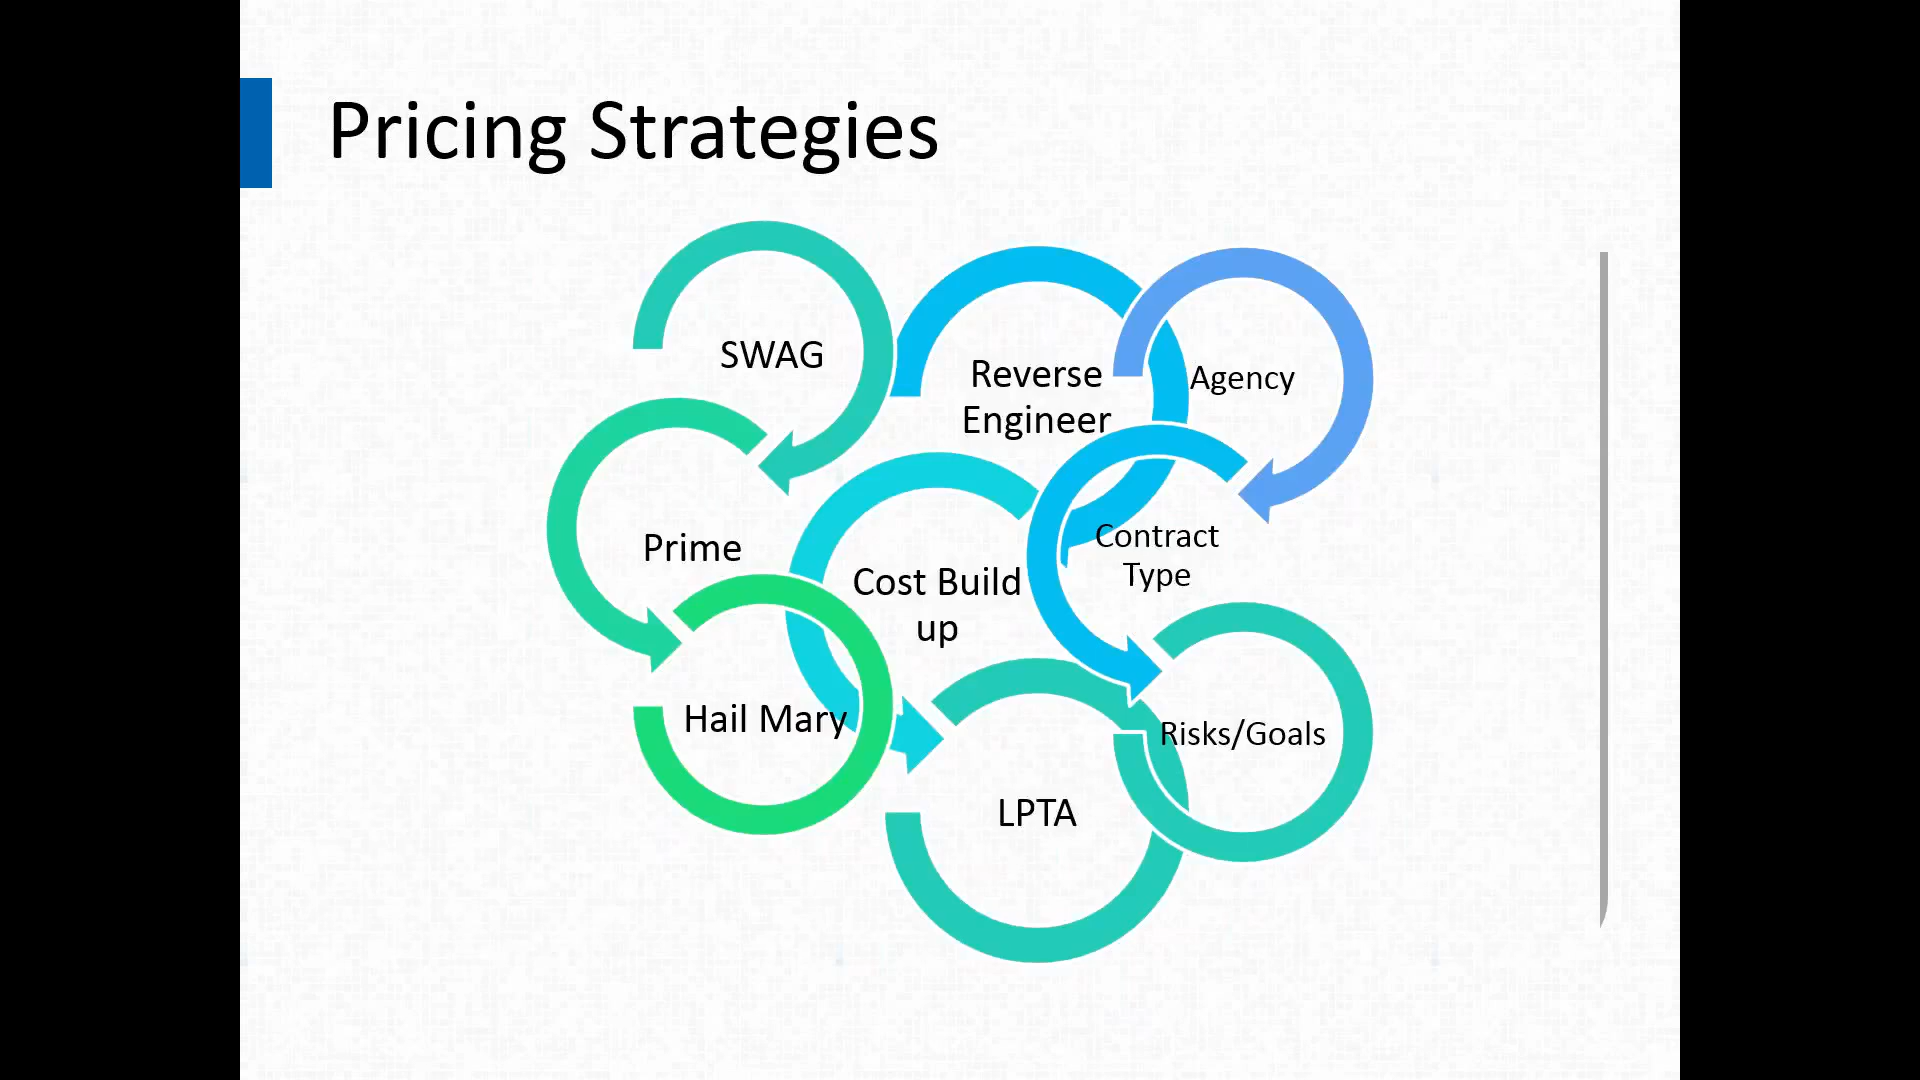 Pricing Strategies
SWAG
Prime
Hail Mary
Reverse
Engineer
Cost Build
up
LPTA
Agency
Contract
Type
Risks/Goals